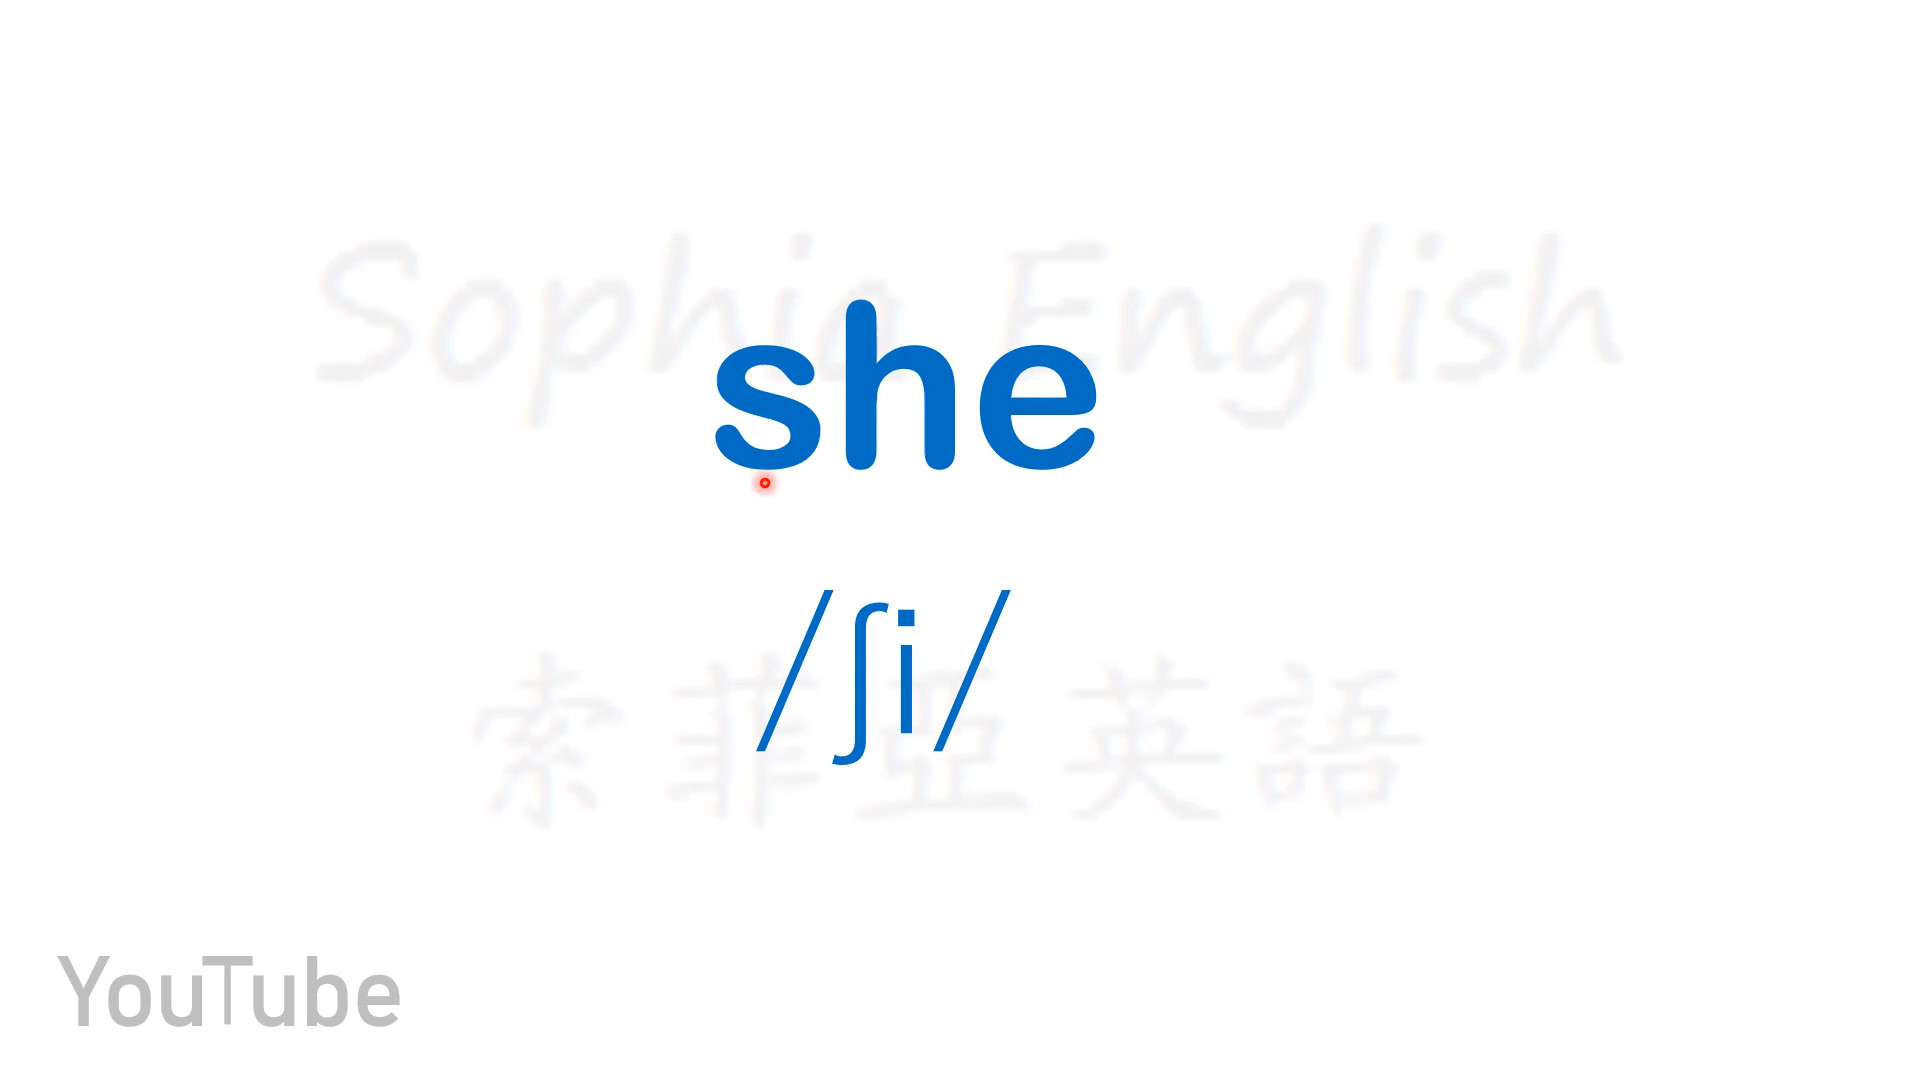 Sophia English
she
/ʃi/
索菲亞英語
YouTube